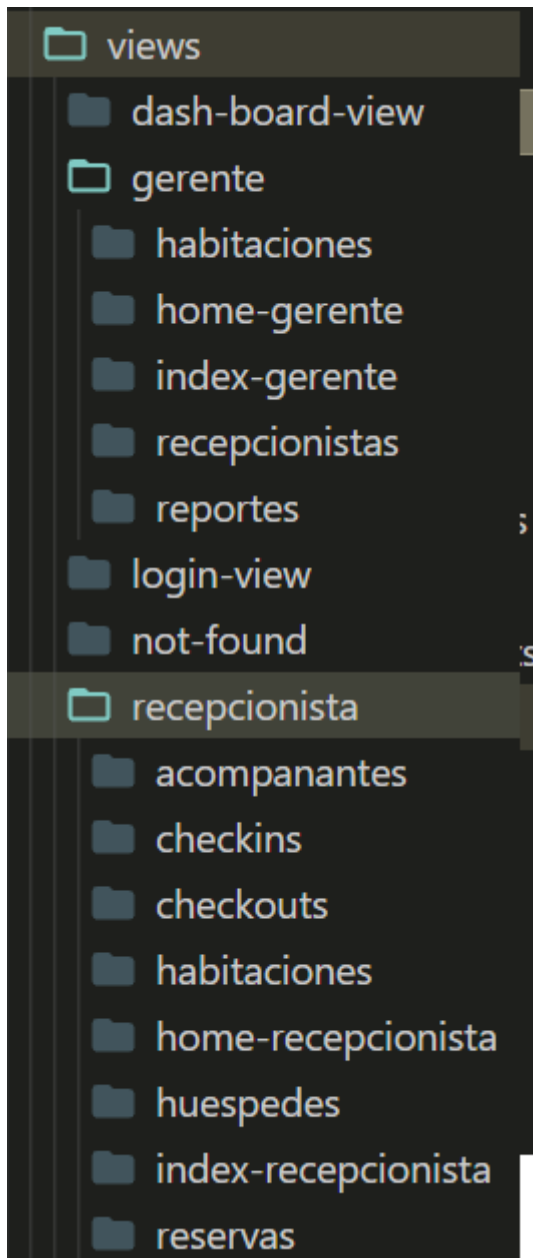 views
dash-board-view
gerente
habitaciones
home-gerente
index-gerente
recepcionistas
reportes
login-view
not-found
recepcionista
acompanantes
checkins
checkouts
habitaciones
home-recepcionista
huespedes
index-recepcionista
reservas